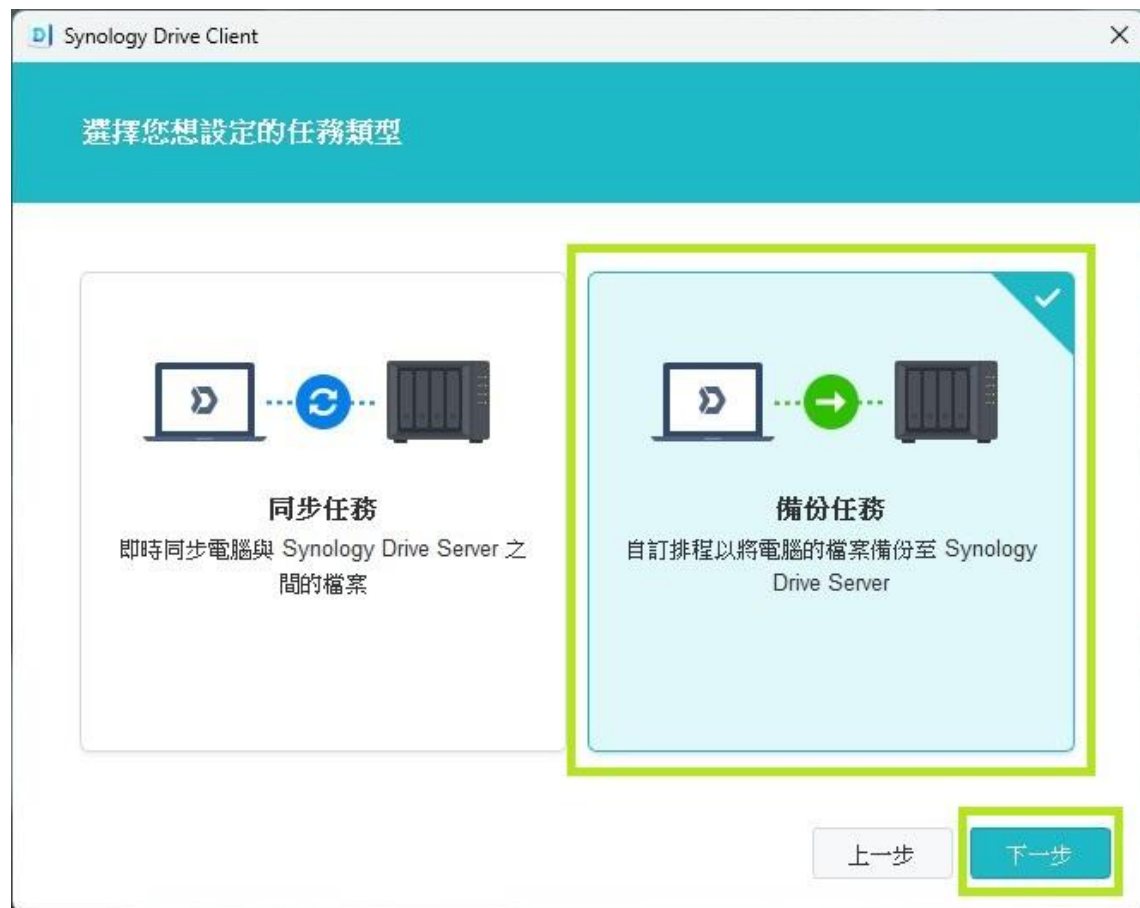 Synology Drive Client
選擇您想設定的任務類型
同步任務
即時同步電腦與 Synology Drive Server 之
間的檔案
備份任務
自訂排程以將電腦的檔案備份至 Synology
Drive Server
上一步
下一步